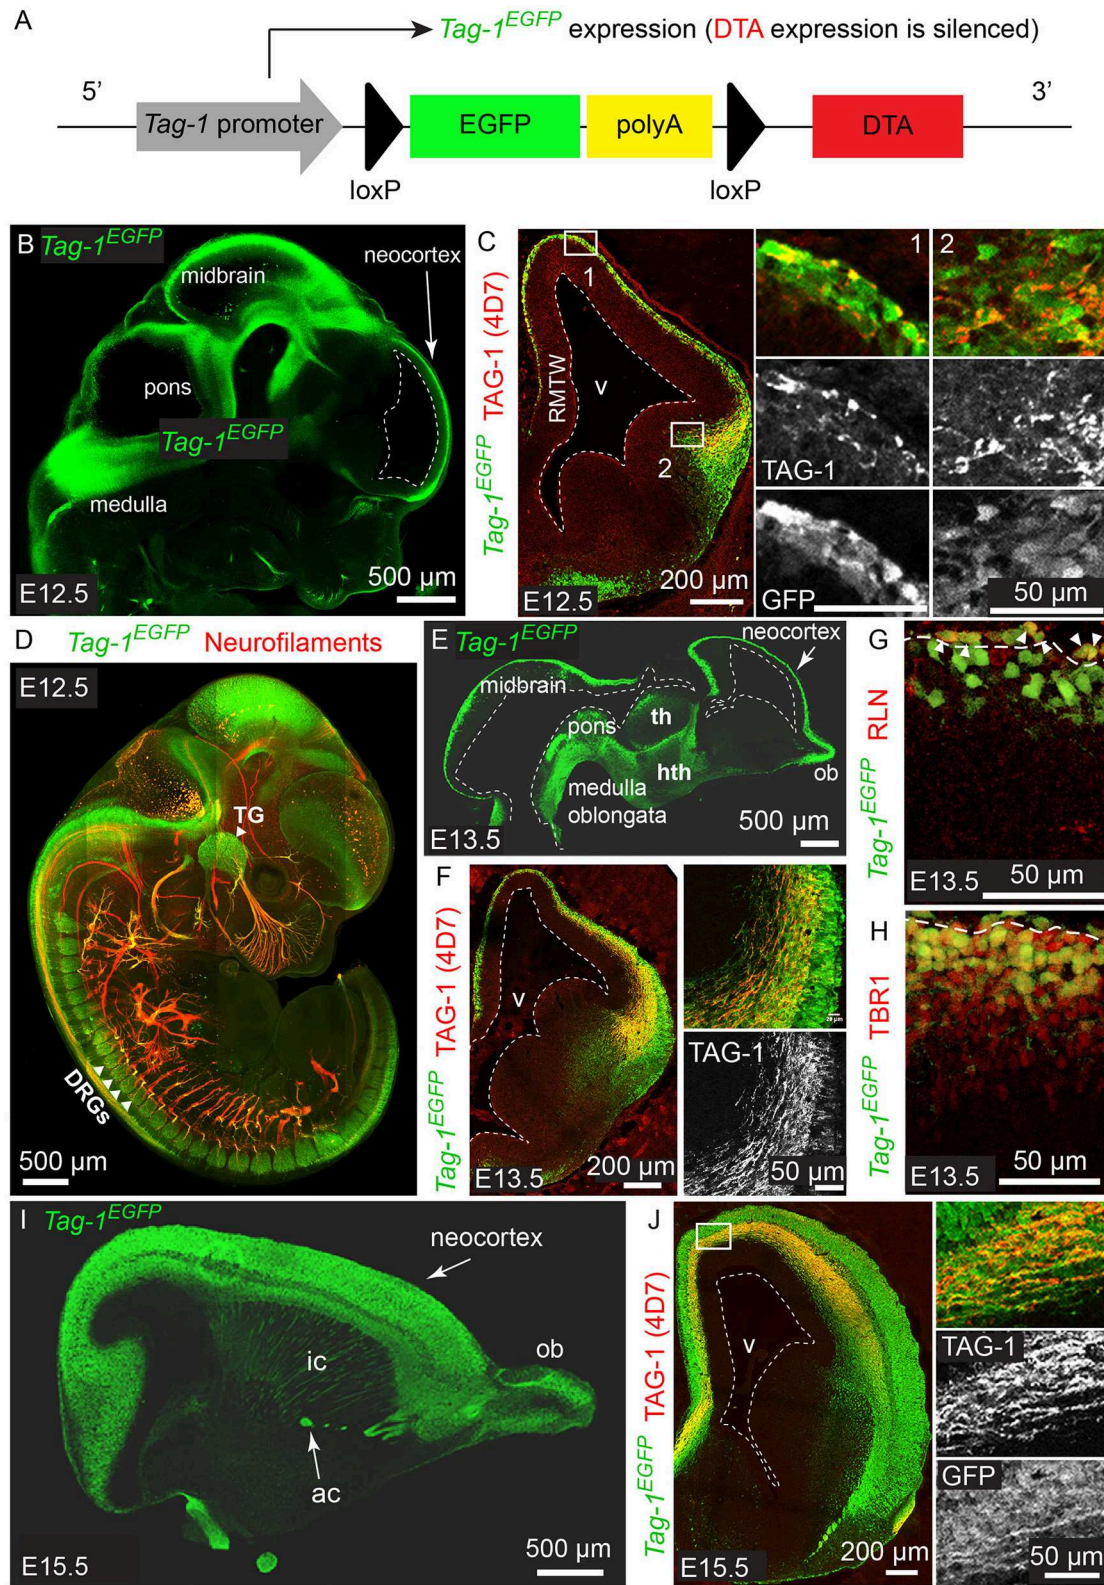 A
Tag-1EGFP expression (DTA expression is silenced)
5’
3’
Tag-1 promoter
EGFP
polyA
DTA
loxP
loxP
B
Tag-1EGFP
midbrain
neocortex
pons
Tag-1EGFP
medulla
500 µm
E12.5
C
Tag-1EGFP TAG-1 (4D7)
1
RMTW
v
2
200 µm
E12.5
1
2
TAG-1
GFP
50 µm
D
Tag-1EGFP Neurofilaments
E12.5
TG
DRGs
500 µm
E
Tag-1EGFP
neocortex
midbrain
th
pons
hth
medulla
oblongata
ob
500 µm
E13.5
F
Tag-1EGFP TAG-1 (4D7)
v
200 µm
E13.5
20 µm
TAG-1
50 µm
G
Tag-1EGFP RLN
50 µm
E13.5
H
Tag-1EGFP TBR1
50 µm
E13.5
I
Tag-1EGFP
neocortex
ob
ic
ac
500 µm
E15.5
J
Tag-1EGFP TAG-1 (4D7)
v
200 µm
E15.5
TAG-1
GFP
50 µm